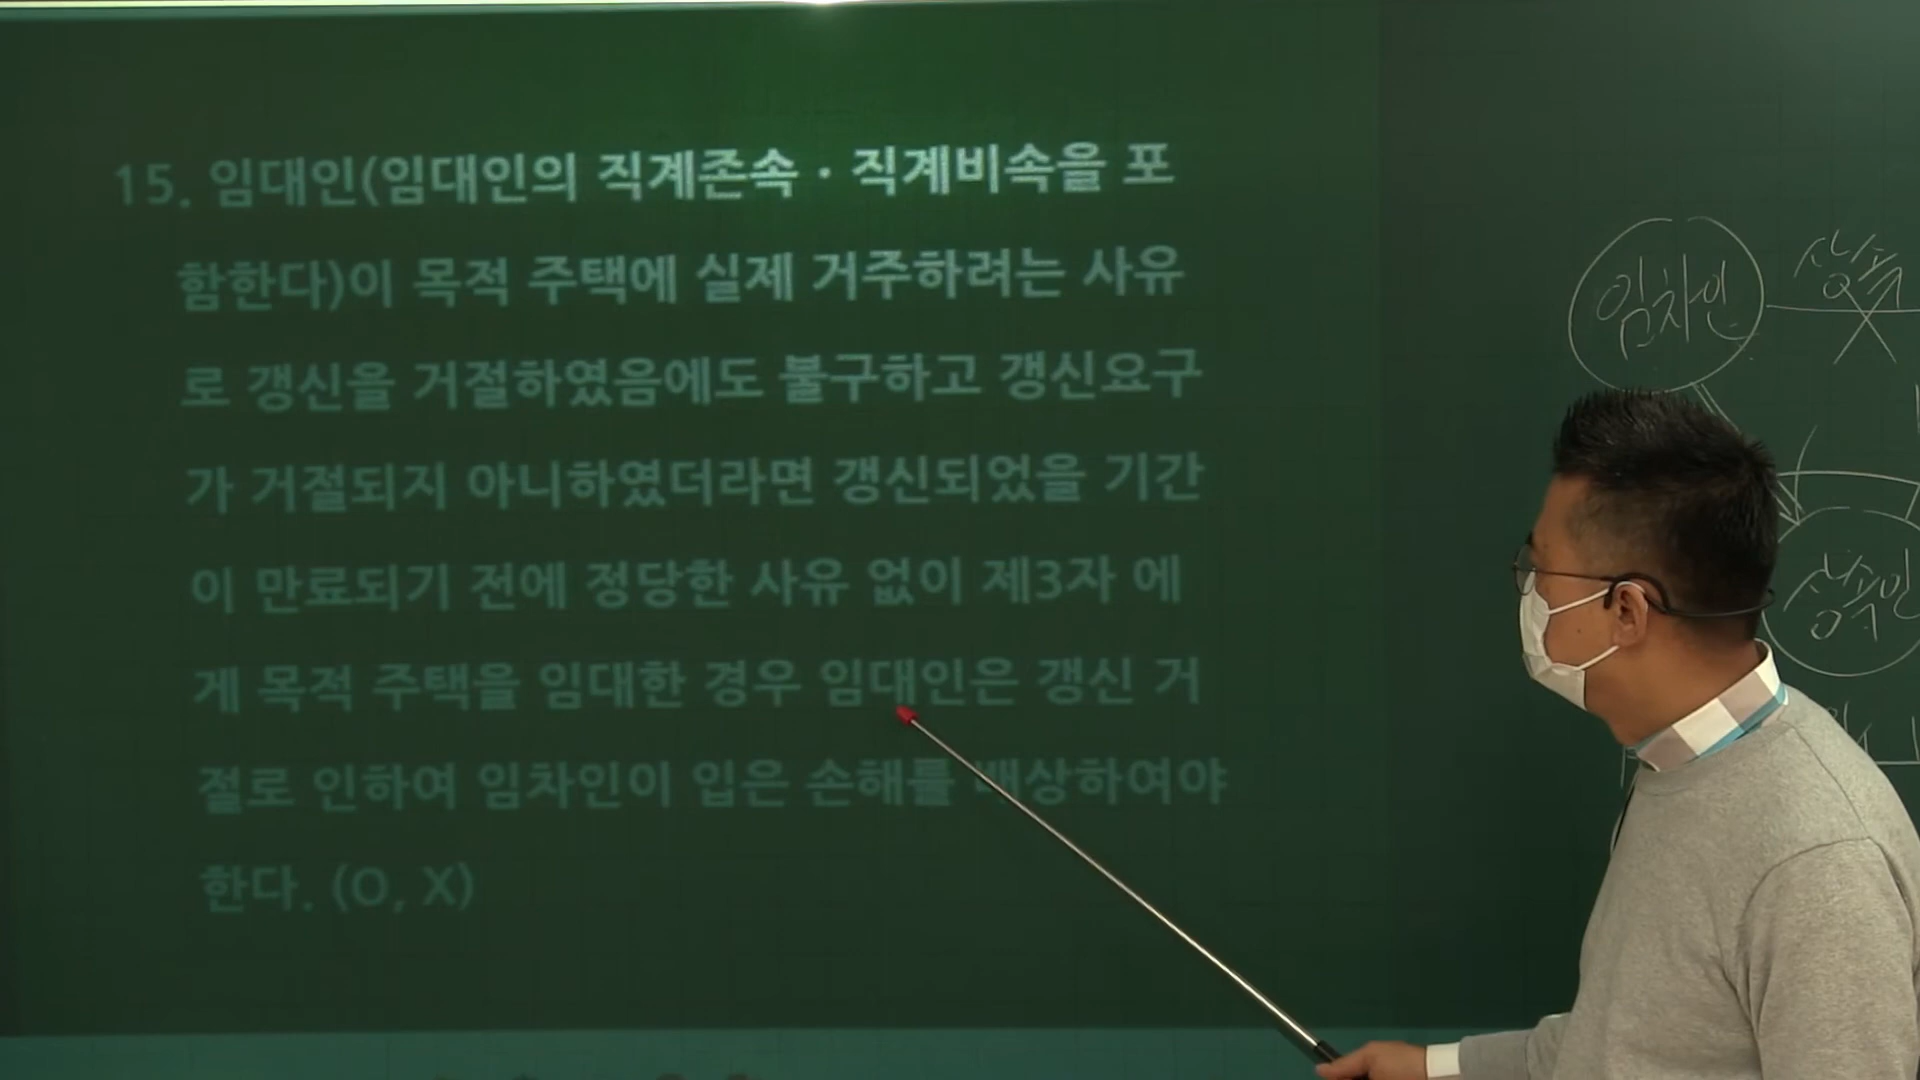 15. 임대인(임대인의 직계존속 · 직계비속을 포
함한다)이 목적 주택에 실제 거주하려는 사유
로 갱신을 거절하였음에도 불구하고 갱신요구
가 거절되지 아니하였더라면 갱신되었을 기간
이 만료되기 전에 정당한 사유 없이 제3자 에
게 목적 주택을 임대한 경우 임대인은 갱신 거
절로 인하여 임차인이 입은 손해를 배상하여야
한다. (O, X)
임차인
상속
상속인